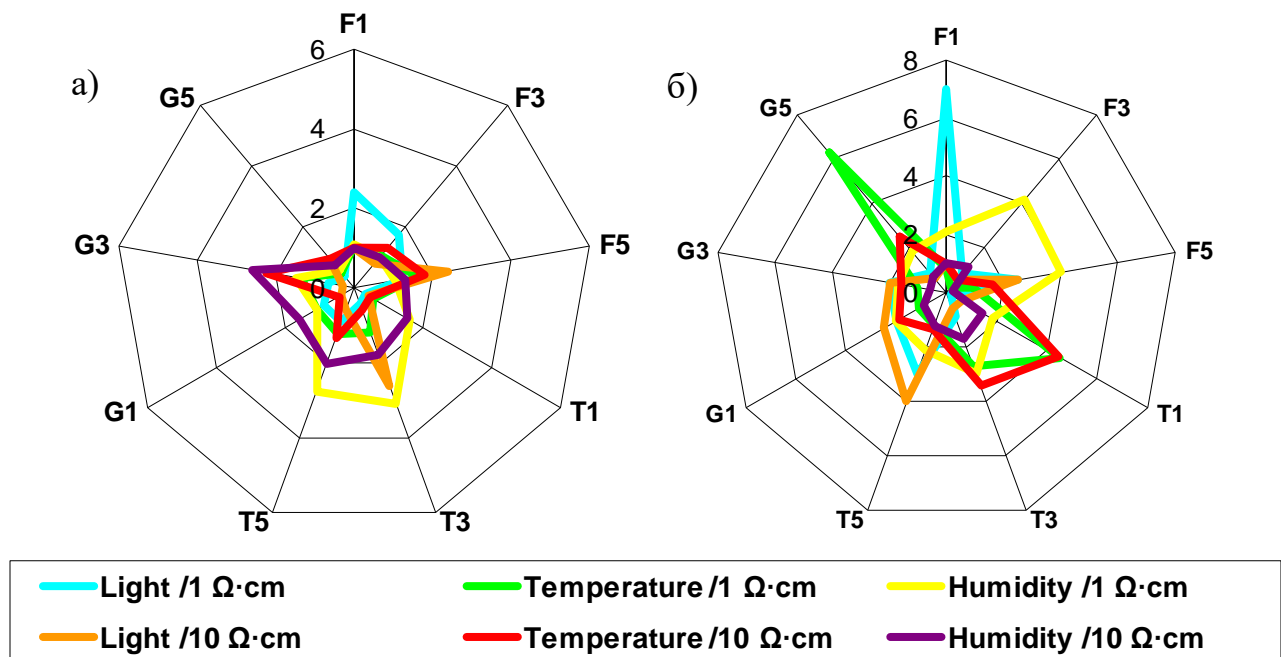 а)
F1
F3
F5
T1
T3
T5
G1
G3
G5
6
4
2
0
б)
F1
F3
F5
T1
T3
T5
G1
G3
G5
8
6
4
2
0
Light /1 Ω·cm
Temperature /1 Ω·cm
Humidity /1 Ω·cm
Light /10 Ω·cm
Temperature /10 Ω·cm
Humidity /10 Ω·cm